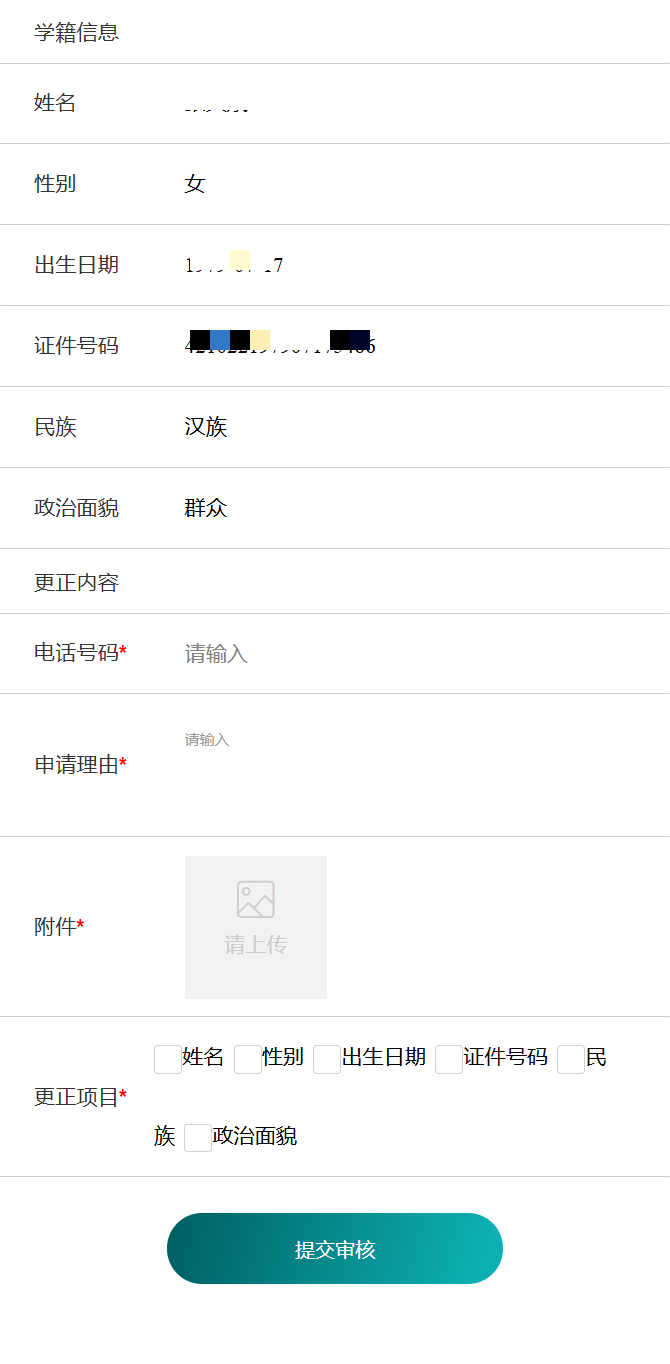 学籍信息
姓名
性别 女
出生日期
证件号码
民族 汉族
政治面貌 群众
更正内容
电话号码* 请输入
请输入
申请理由*
请上传
附件*
姓名 性别 出生日期 证件号码 民
更正项目*
族 政治面貌
提交审核